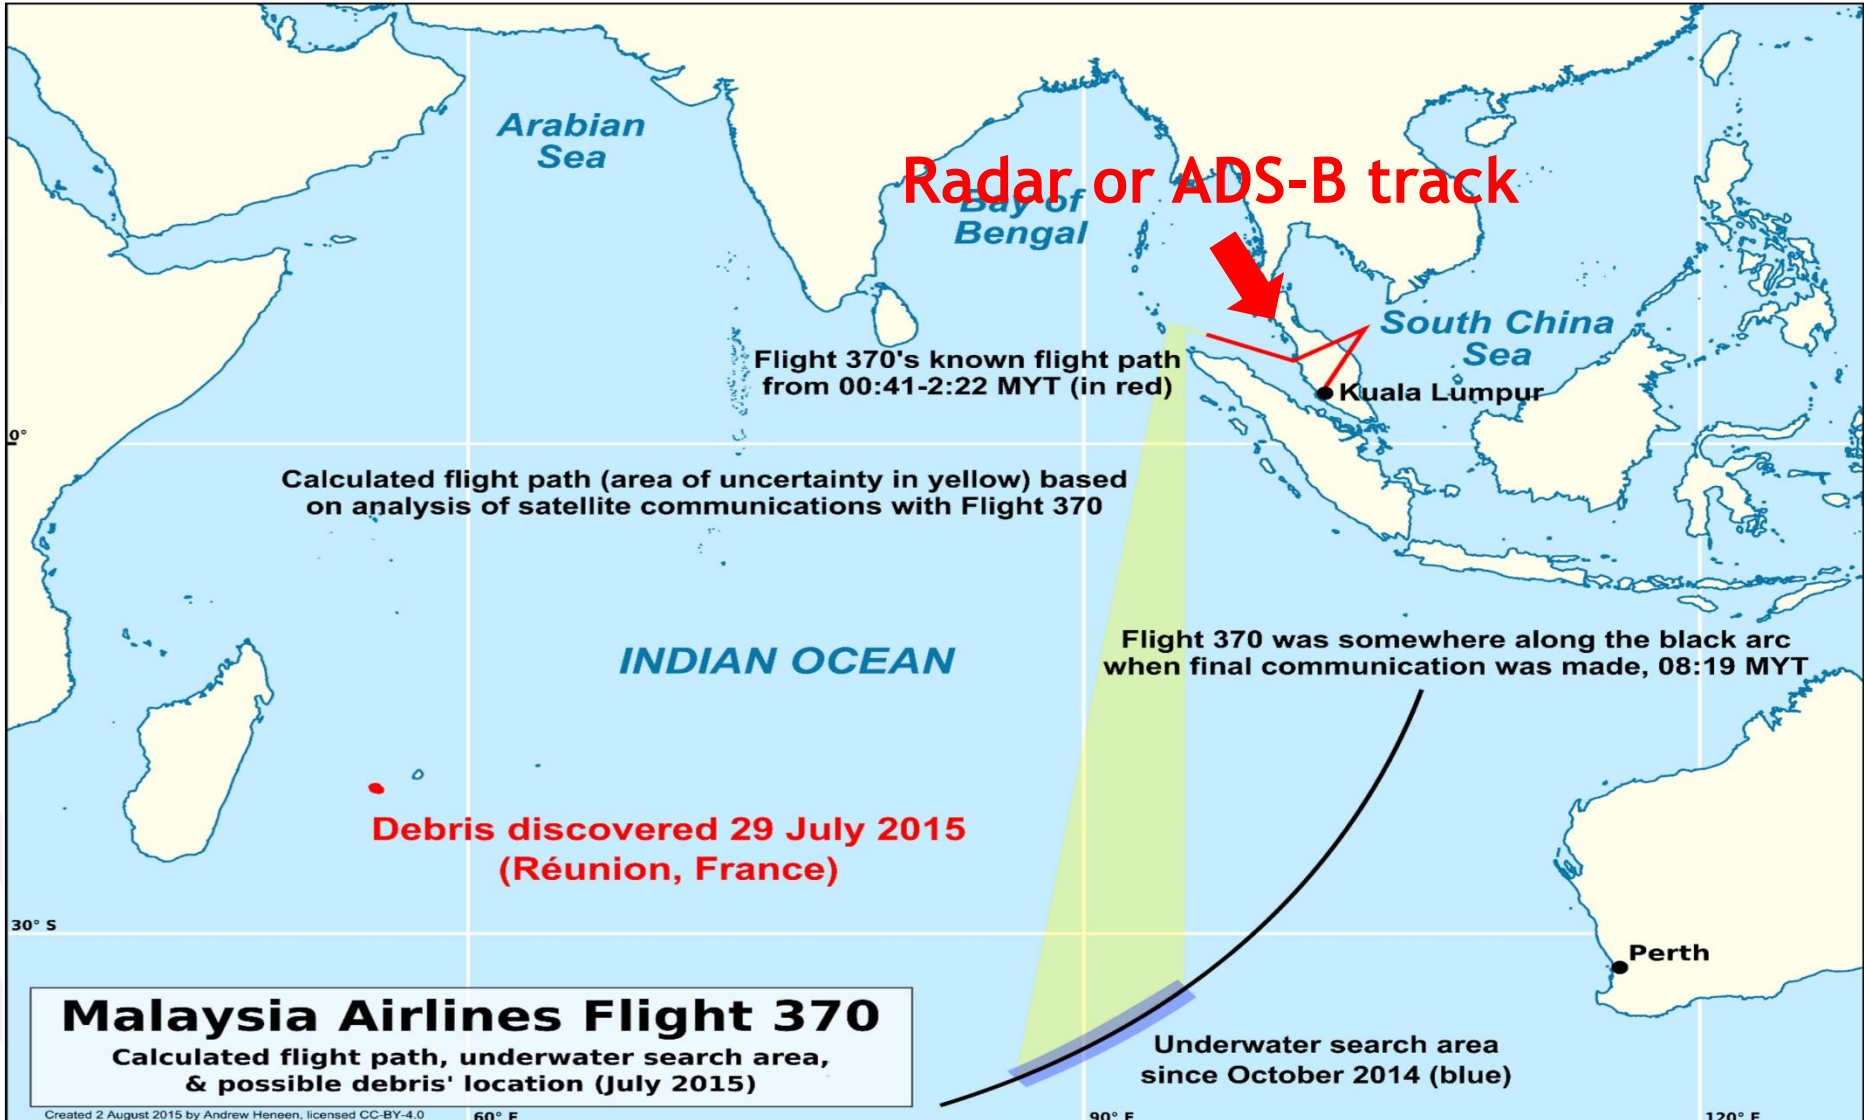 Arabian
Sea
Radar or ADS-B track
Bay of
Bengal
South China
Sea
Flight 370's known flight path
from 00:41-2:22 MYT (in red)
Kuala Lumpur
0°
Calculated flight path (area of uncertainty in yellow) based
on analysis of satellite communications with Flight 370
INDIAN OCEAN
Flight 370 was somewhere along the black arc
when final communication was made, 08:19 MYT
Debris discovered 29 July 2015
(Réunion, France)
30° S
Perth
Malaysia Airlines Flight 370
Calculated flight path, underwater search area,
& possible debris' location (July 2015)
Underwater search area
since October 2014 (blue)
Created 2 August 2015 by Andrew Heneen, licensed CC-BY-4.0
60° E
90° E
120° E